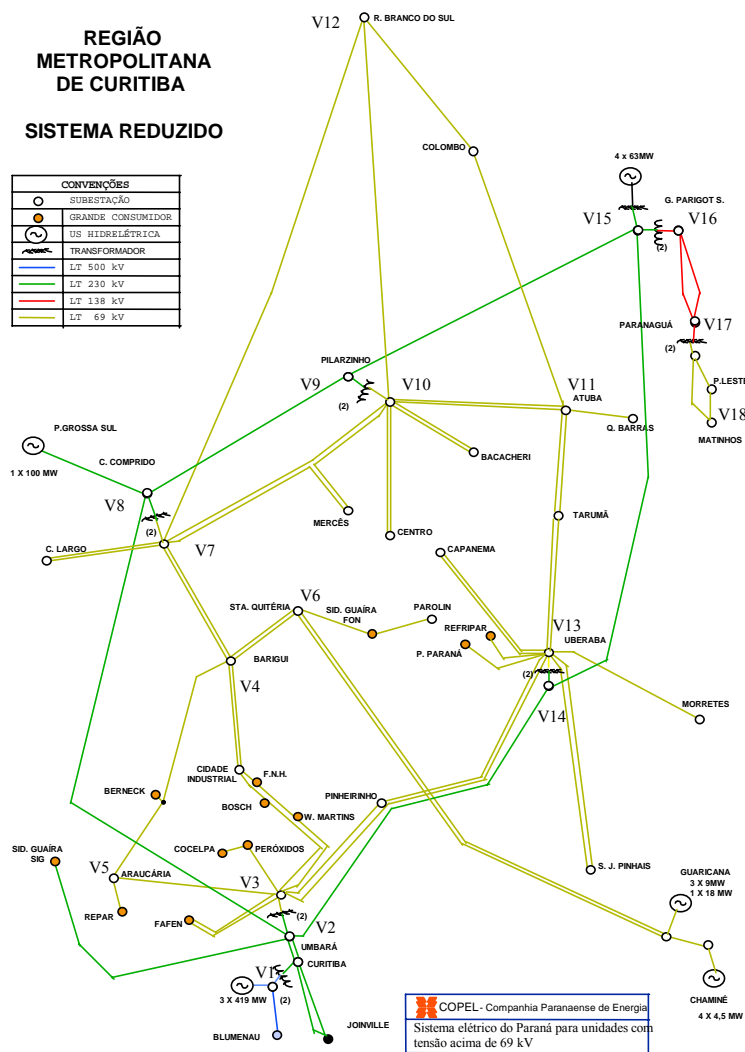 REGIÃO
METROPOLITANA
DE CURITIBA
SISTEMA REDUZIDO
CONVENÇÕES
SUBESTAÇÃO
GRANDE CONSUMIDOR
US HIDRELÉTRICA
TRANSFORMADOR
LT 500 kV
LT 230 kV
LT 138 kV
LT 69 kV
V12
R. BRANCO DO SUL
COLOMBO
4 x 63MW
G. PARIGOT S.
V15
V16
(2)
V17
PARANAGUÁ
(2)
P.LESTE
V18
MATINHOS
PILARZINHO
V9
(2)
V10
V11
ATUBA
Q. BARRAS
BACACHERI
P.GROSSA SUL
1 X 100 MW
C. COMPRIDO
V8
(2)
V7
C. LARGO
MERCÊS
CENTRO
TARUMÃ
CAPANEMA
V6
STA. QUITÉRIA
SID. GUAÍRA
FON
PAROLIN
REFRIPAR
P. PARANÁ
V13
UBERABA
(2)
V14
MORRETES
BARIGUI
V4
CIDADE
INDUSTRIAL
F.N.H.
BOSCH
W. MARTINS
PINHEIRINHO
BERNECK
COCELPA
PERÓXIDOS
SID. GUAÍRA
SIG
V5
ARAUCÁRIA
REPAR
V3
FAFEN
(2)
V2
UMBARÁ
CURITIBA
V1
(2)
3 X 419 MW
BLUMENAU
JOINVILLE
S. J. PINHAIS
GUARICANA
3 X 9MW
1 X 18 MW
CHAMINÉ
4 X 4,5 MW
COPEL - Companhia Paranaense de Energia
Sistema elétrico do Paraná para unidades com
tensão acima de 69 kV